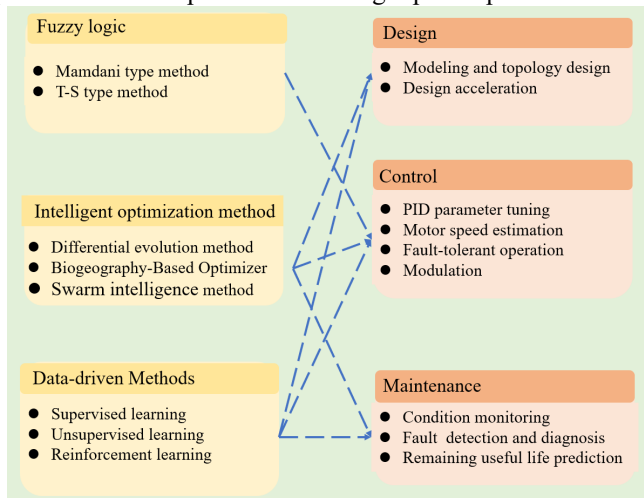 Fuzzy logic
● Mamdani type method
● T-S type method
Intelligent optimization method
● Differential evolution method
● Biogeography-Based Optimizer
● Swarm intelligence method
Data-driven Methods
● Supervised learning
● Unsupervised learning
● Reinforcement learning
Design
● Modeling and topology design
● Design acceleration
Control
● PID parameter tuning
● Motor speed estimation
● Fault-tolerant operation
● Modulation
Maintenance
● Condition monitoring
● Fault detection and diagnosis
● Remaining useful life prediction